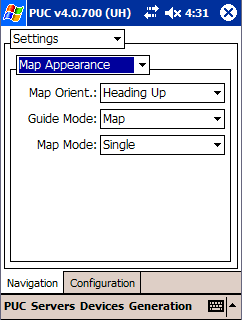 PUC v4.0.700 (UH) 4:31
Settings
Map Appearance
Map Orient.: Heading Up
Guide Mode: Map
Map Mode: Single
Navigation Configuration
PUC Servers Devices Generation